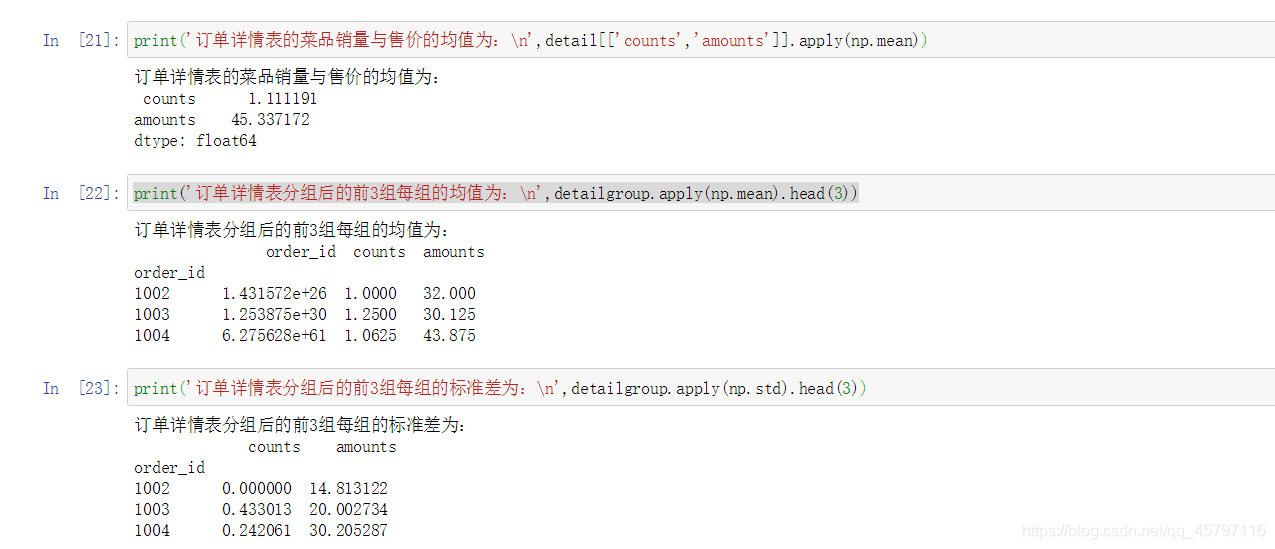 In [21]: print('订单详情表的菜品销量与售价的均值为：\n',detail[['counts','amounts']].apply(np.mean))
订单详情表的菜品销量与售价的均值为：
counts 1.111191
amounts 45.337172
dtype: float64
In [22]: print('订单详情表分组后的前3组每组的均值为：\n',detailgroup.apply(np.mean).head(3))
订单详情表分组后的前3组每组的均值为：
order_id counts amounts
order_id
1002 1.431572e+26 1.0000 32.000
1003 1.253875e+30 1.2500 30.125
1004 6.275628e+61 1.0625 43.875
In [23]: print('订单详情表分组后的前3组每组的标准差为：\n',detailgroup.apply(np.std).head(3))
订单详情表分组后的前3组每组的标准差为：
counts amounts
order_id
1002 0.000000 14.813122
1003 0.433013 20.002734
1004 0.242061 30.205287
https://blog.csdn.net/qq_45797116